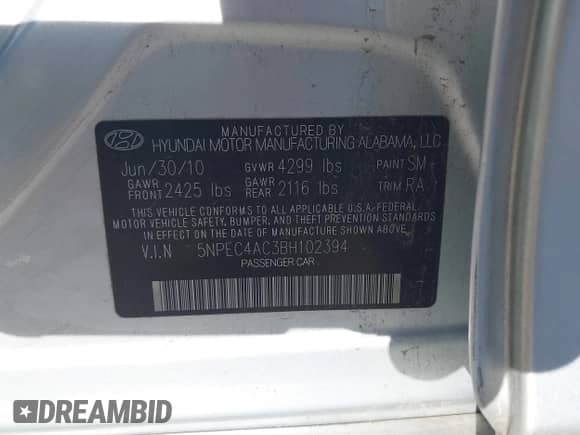 MANUFACTURED BY
HYUNDAI MOTOR MANUFACTURING ALABAMA, LLC
Jun/30/10 GVWR 4299 lbs PAINT SM
GAWR FRONT 2425 lbs GAWR REAR 2116 lbs TRIM RA
THIS VEHICLE CONFORMS TO ALL APPLICABLE U.S.A-FEDERAL
MOTOR VEHICLE SAFETY, BUMPER, AND THEFT PREVENTION STANDARDS
IN EFFECT ON THE DATE OF MANUFACTURE SHOWN ABOVE.
V.I.N 5NPEC4AC3BH102394
PASSENGER CAR
DREAMBID